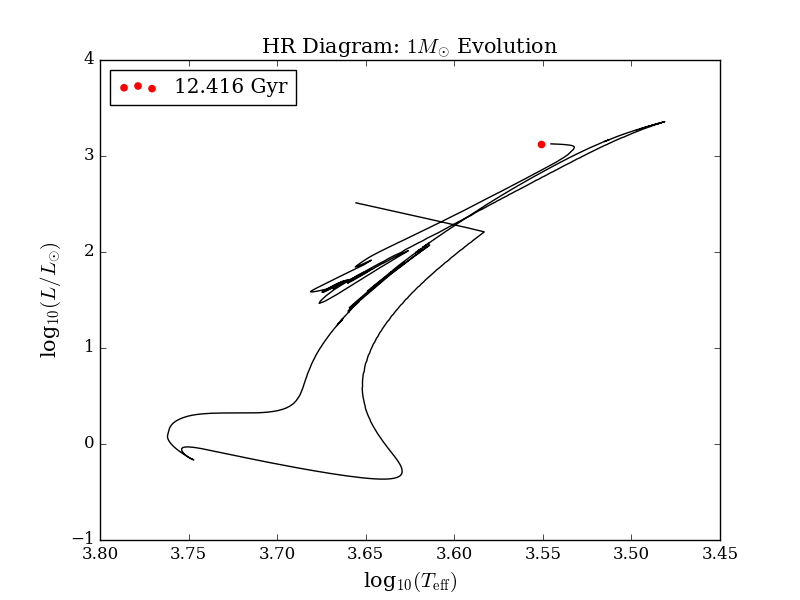 HR Diagram: 1M☉ Evolution
12.416 Gyr
log₁₀(L/L☉)
4
3
2
1
0
−1
3.80 3.75 3.70 3.65 3.60 3.55 3.50 3.45
log₁₀(T_eff)